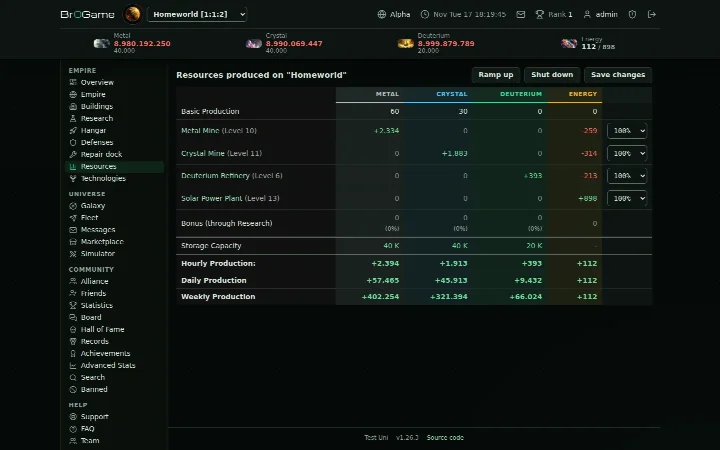 BrOGame
Homeworld [1:1:2]
Alpha
Nov Tue 17 18:19:45
Rank 1
admin
Metal
8.980.192.250
40.000
Crystal
8.990.069.447
40.000
Deuterium
8.999.879.789
20.000
Energy
112 / 898
EMPIRE
Overview
Empire
Buildings
Research
Hangar
Defenses
Repair dock
Resources
Technologies
UNIVERSE
Galaxy
Fleet
Messages
Marketplace
Simulator
COMMUNITY
Alliance
Friends
Statistics
Board
Hall of Fame
Records
Achievements
Advanced Stats
Search
Banned
HELP
Support
FAQ
Team
Resources produced on "Homeworld"
Ramp up
Shut down
Save changes
METAL CRYSTAL DEUTERIUM ENERGY
Basic Production 60 30 0 0
Metal Mine (Level 10) +2.334 0 0 -259 100%
Crystal Mine (Level 11) 0 +1.883 0 -314 100%
Deuterium Refinery (Level 6) 0 0 +393 -213 100%
Solar Power Plant (Level 13) 0 0 0 +898 100%
Bonus (through Research) 0 0 0 0
(0%) (0%) (0%)
Storage Capacity 40 K 40 K 20 K -
Hourly Production: +2.394 +1.913 +393 +112
Daily Production +57.465 +45.913 +9.432 +112
Weekly Production +402.254 +321.394 +66.024 +112
Test Uni v1.26.3 Source code